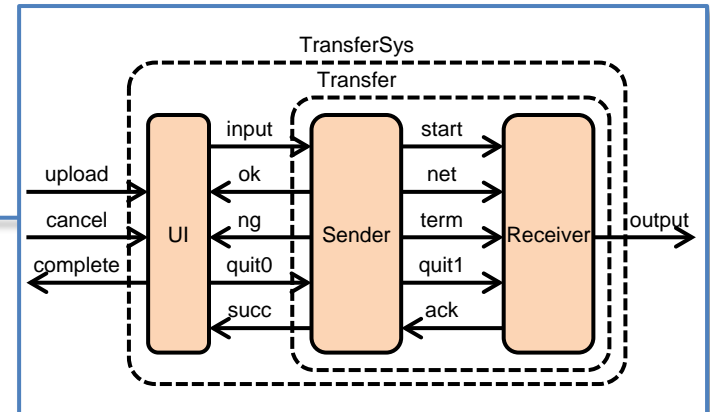 TransferSys
Transfer
input start
upload ok net
cancel UI ng Sender term Receiver output
complete quit0 quit1
succ ack